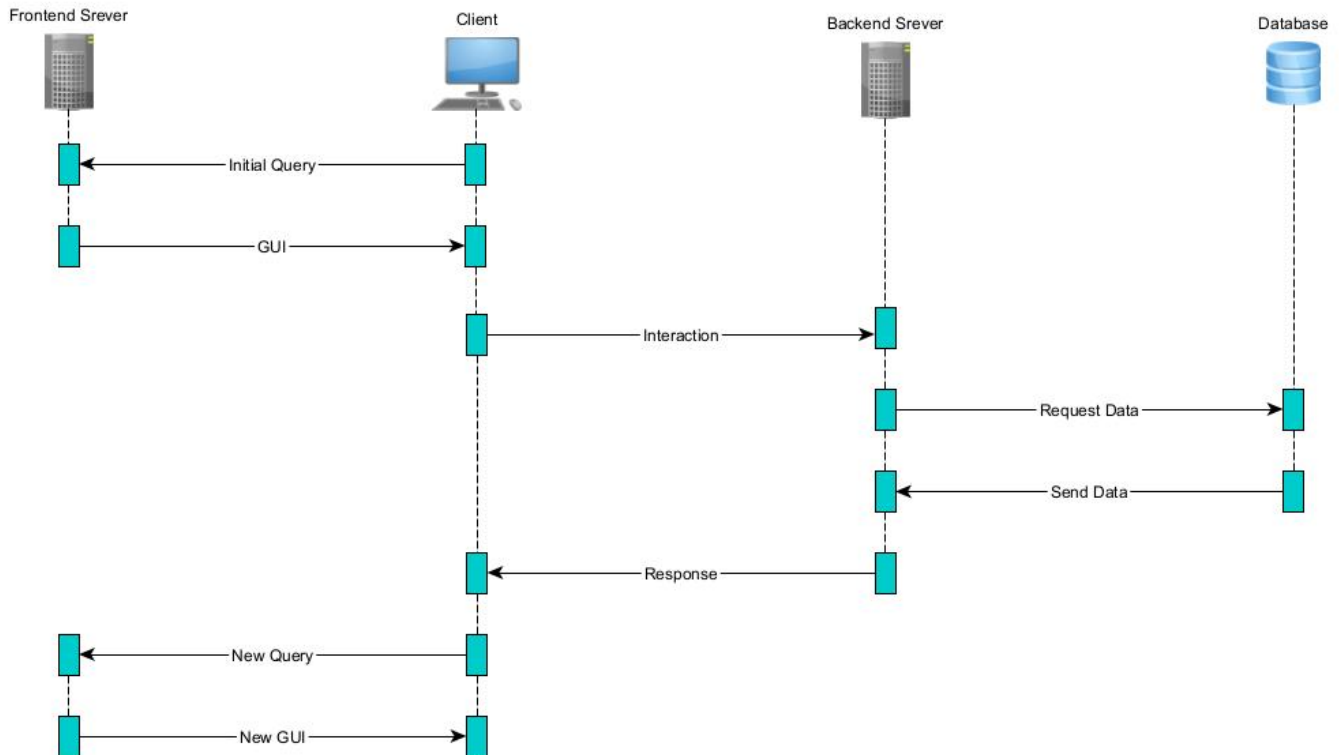 Frontend Srever
Client
Backend Srever
Database
Initial Query
GUI
Interaction
Request Data
Send Data
Response
New Query
New GUI